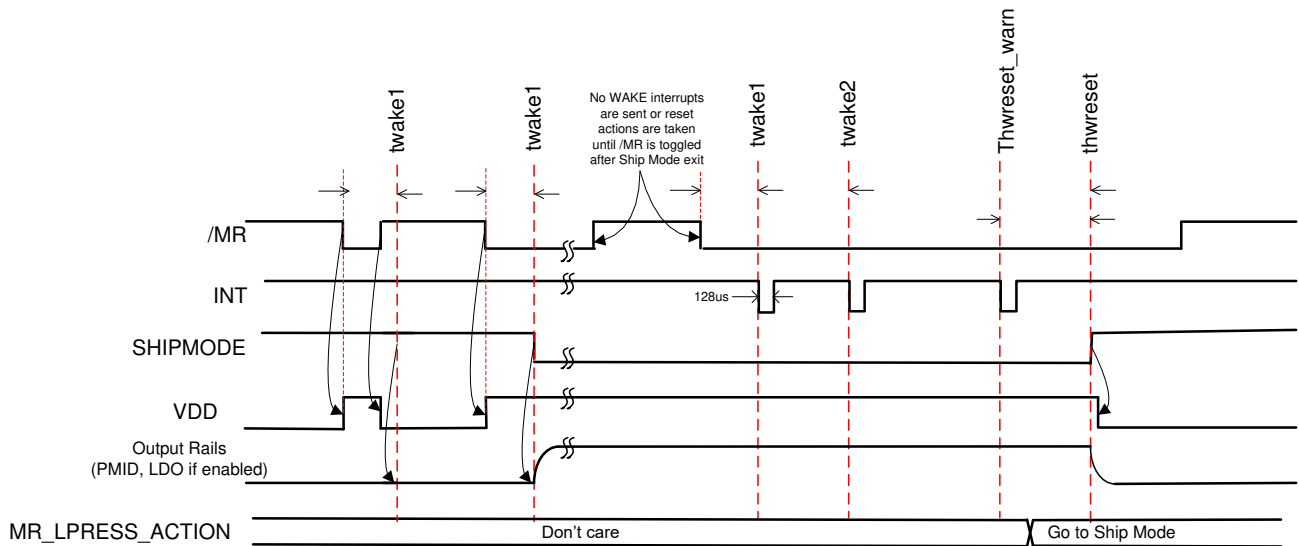 twake1
twake1
No WAKE interrupts
are sent or reset
actions are taken
until /MR is toggled
after Ship Mode exit
twake1
twake2
Thwreset_warn
thwreset
/MR
INT
128us
SHIPMODE
VDD
Output Rails
(PMID, LDO if enabled)
MR_LPRESS_ACTION
Don't care
Go to Ship Mode